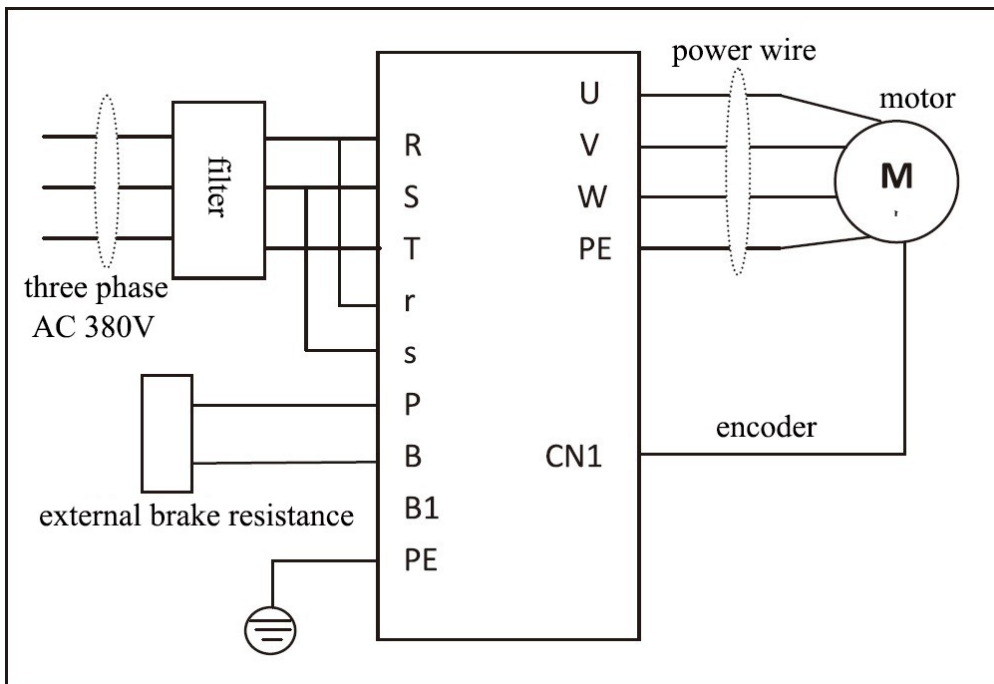 power wire
motor
U
V
W
PE
M
filter
R
S
T
r
s
P
B
B1
PE
CN1
three phase
AC 380V
external brake resistance
encoder